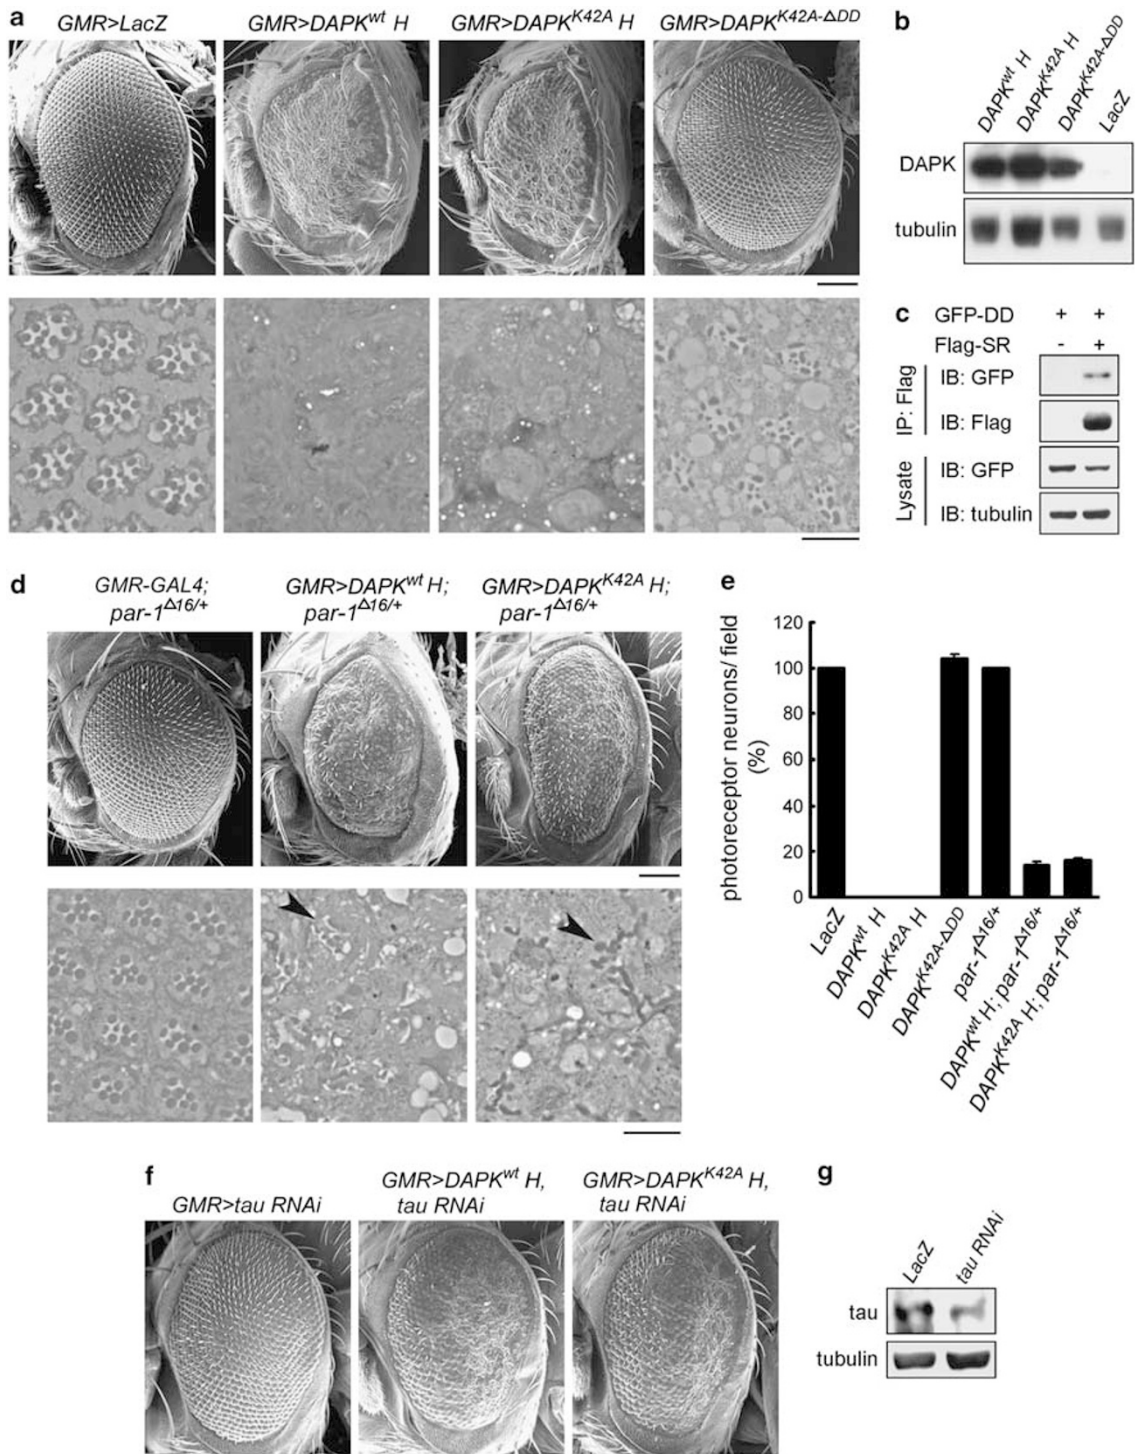 a
GMR>LacZ
GMR>DAPKʷᵗ H
GMR>DAPKᴷ⁴²ᴬ H
GMR>DAPKᴷ⁴²ᴬ⁻ΔDD
b
DAPKʷᵗ H
DAPKᴷ⁴²ᴬ H
DAPKᴷ⁴²ᴬ⁻ΔDD
LacZ
DAPK
tubulin
c
GFP-DD + +
Flag-SR - +
IP: Flag
IB: GFP
IB: Flag
Lysate
IB: GFP
IB: tubulin
d
GMR-GAL4;
par-1Δ16/+
GMR>DAPKʷᵗ H;
par-1Δ16/+
GMR>DAPKᴷ⁴²ᴬ H;
par-1Δ16/+
e
photoreceptor neurons/ field
(%)
120
100
80
60
40
20
0
LacZ
DAPKʷᵗ H
DAPKᴷ⁴²ᴬ H
DAPKᴷ⁴²ᴬ⁻ΔDD
par-1Δ16/+
DAPKʷᵗ H; par-1Δ16/+
DAPKᴷ⁴²ᴬ H; par-1Δ16/+
f
GMR>tau RNAi
GMR>DAPKʷᵗ H,
tau RNAi
GMR>DAPKᴷ⁴²ᴬ H,
tau RNAi
g
LacZ
tau RNAi
tau
tubulin